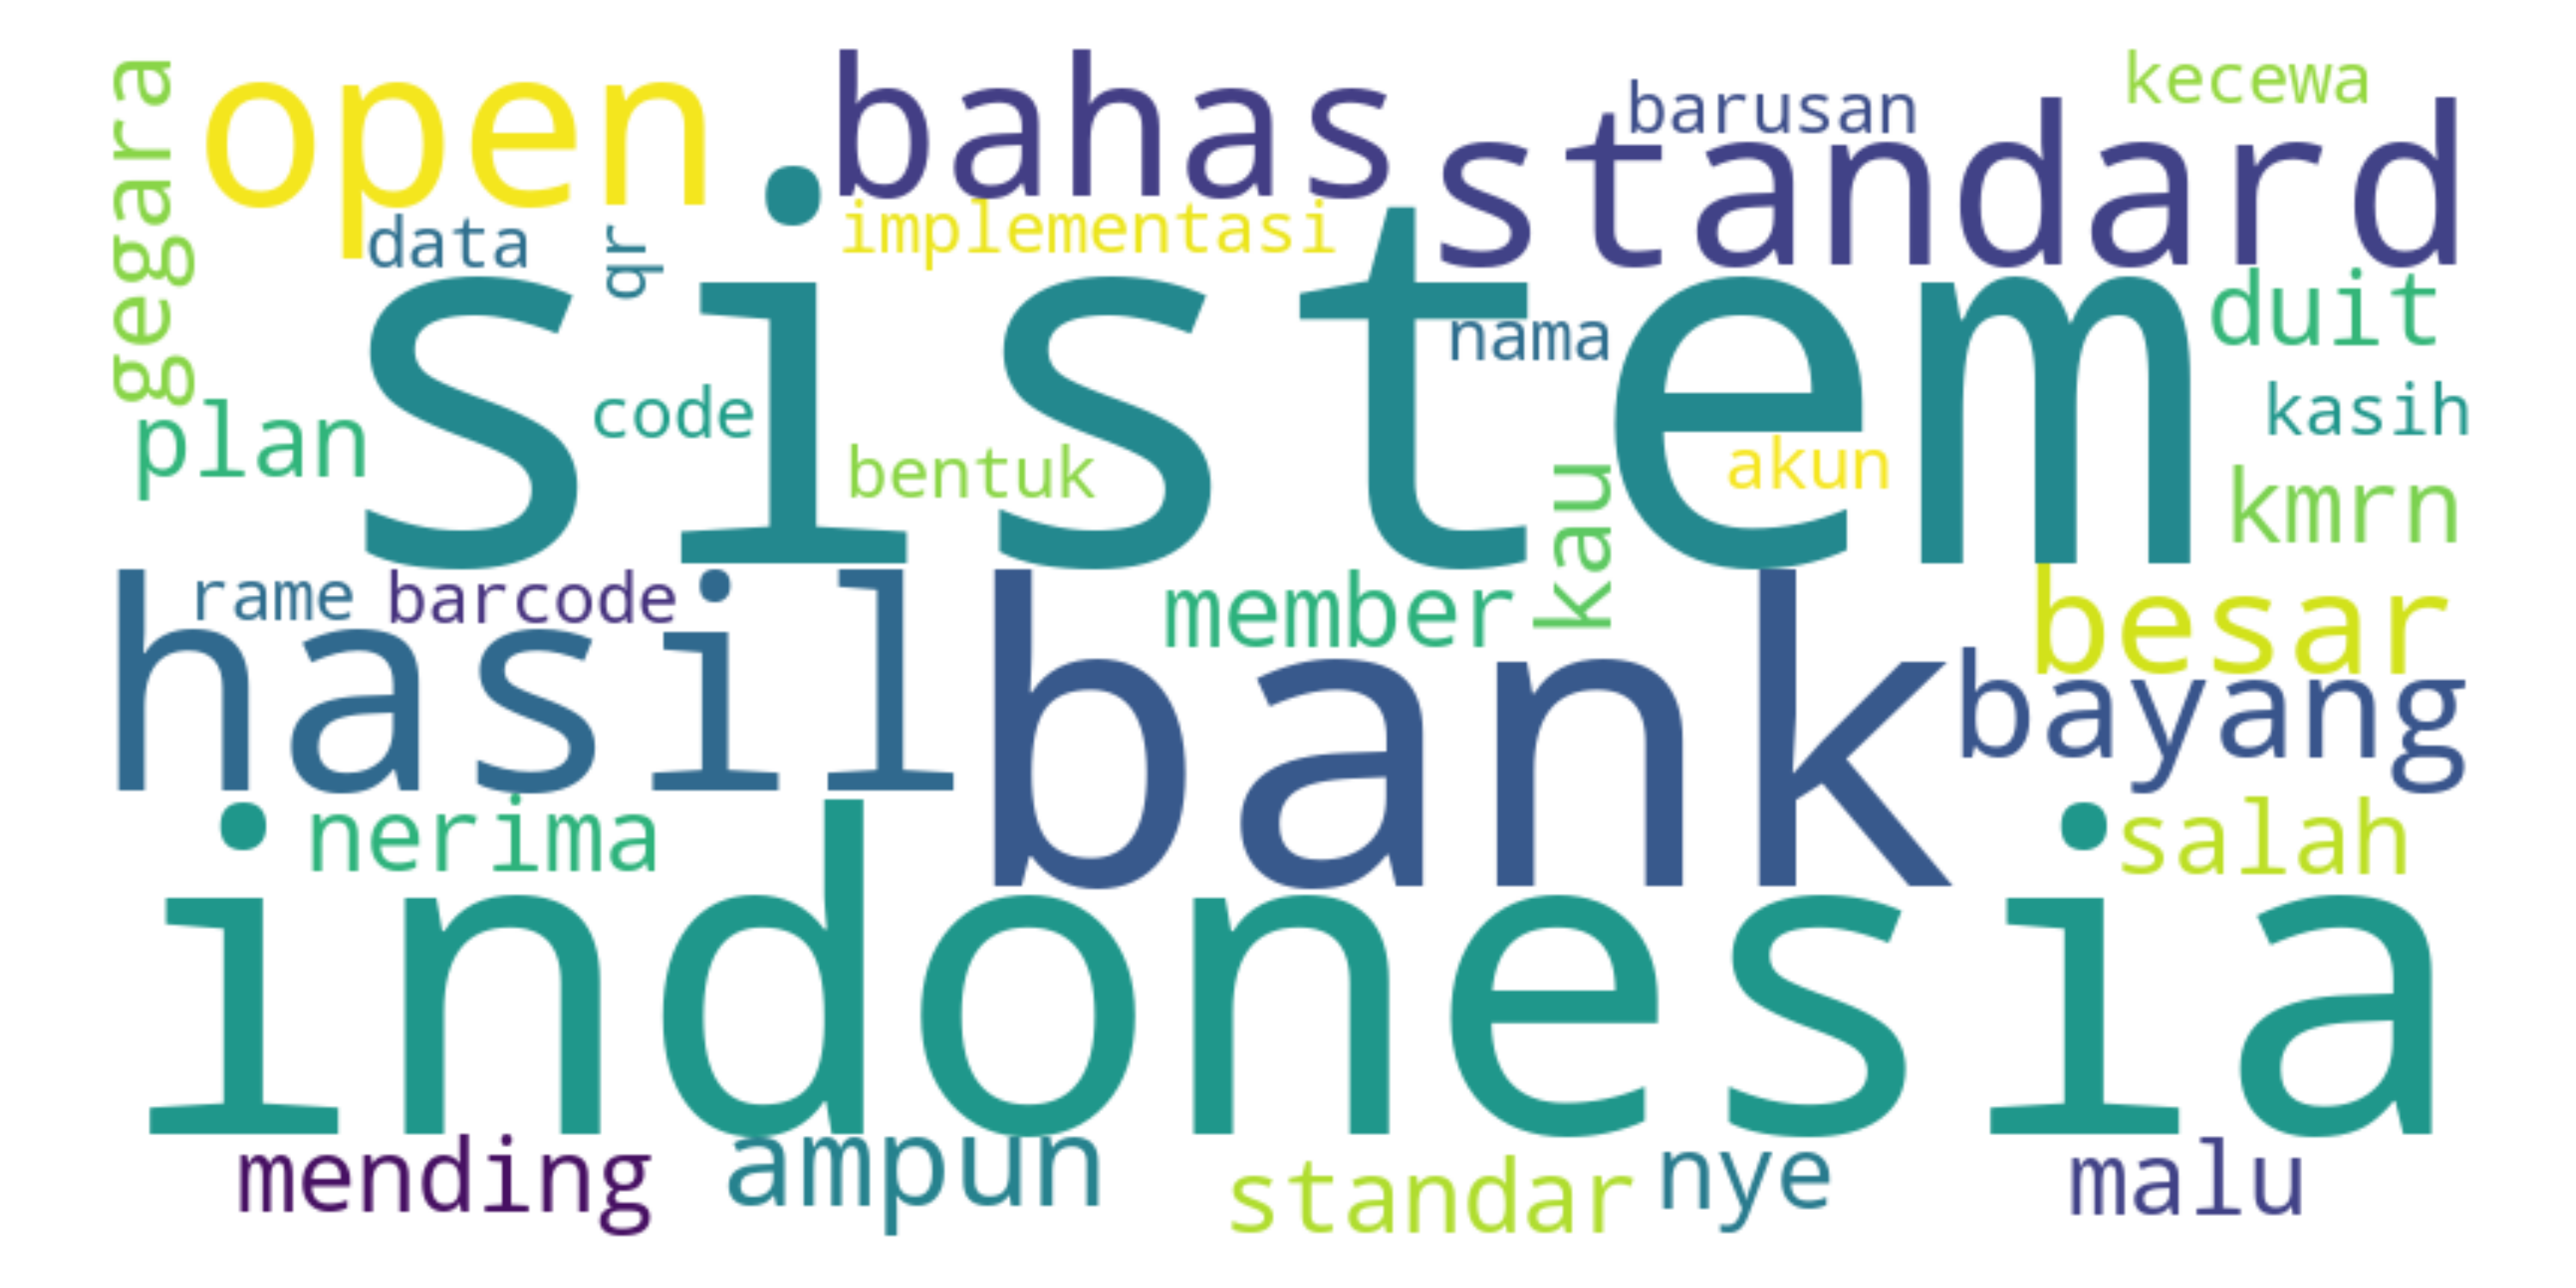 gegara
open
bahas
barusan
kecewa
standard
data
qr
implementasi
sistem
nama
duit
plan
code
bentuk
akun
kasih
kau
kmrn
rame
barcode
hasil
member
bank
besar
bayang
nerima
salah
indonesia
mending
ampun
standar
nye
malu